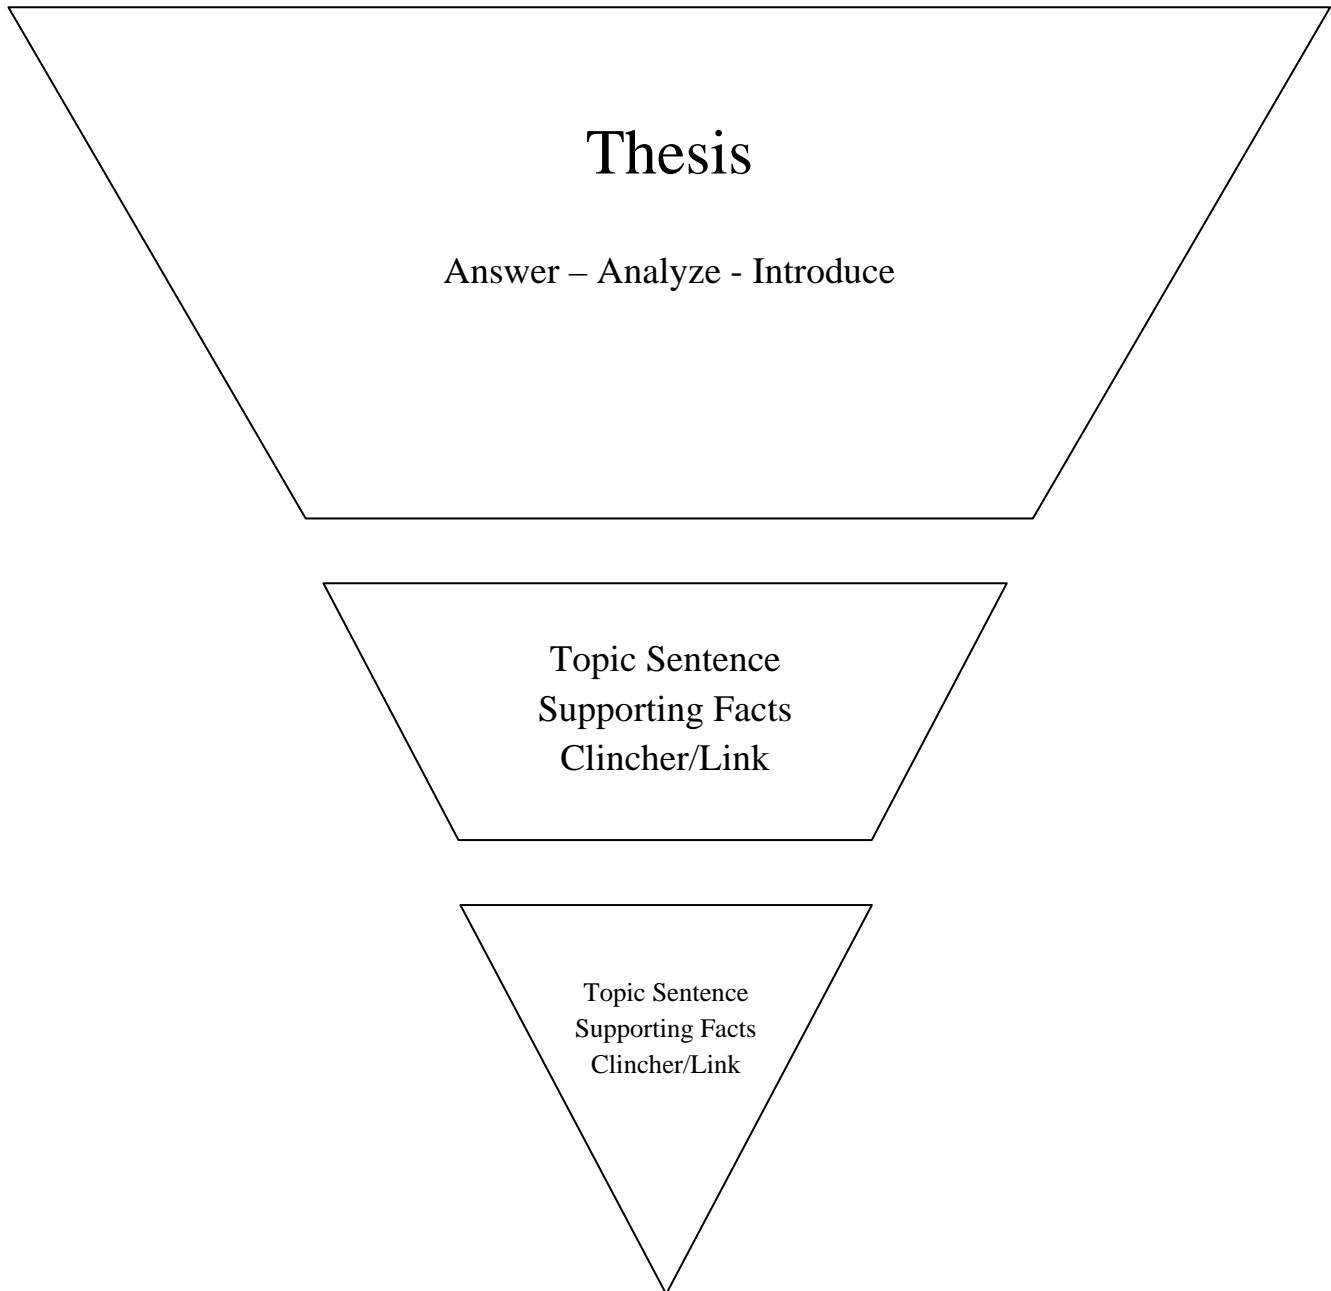 Thesis
Answer – Analyze - Introduce
Topic Sentence
Supporting Facts
Clincher/Link
Topic Sentence
Supporting Facts
Clincher/Link